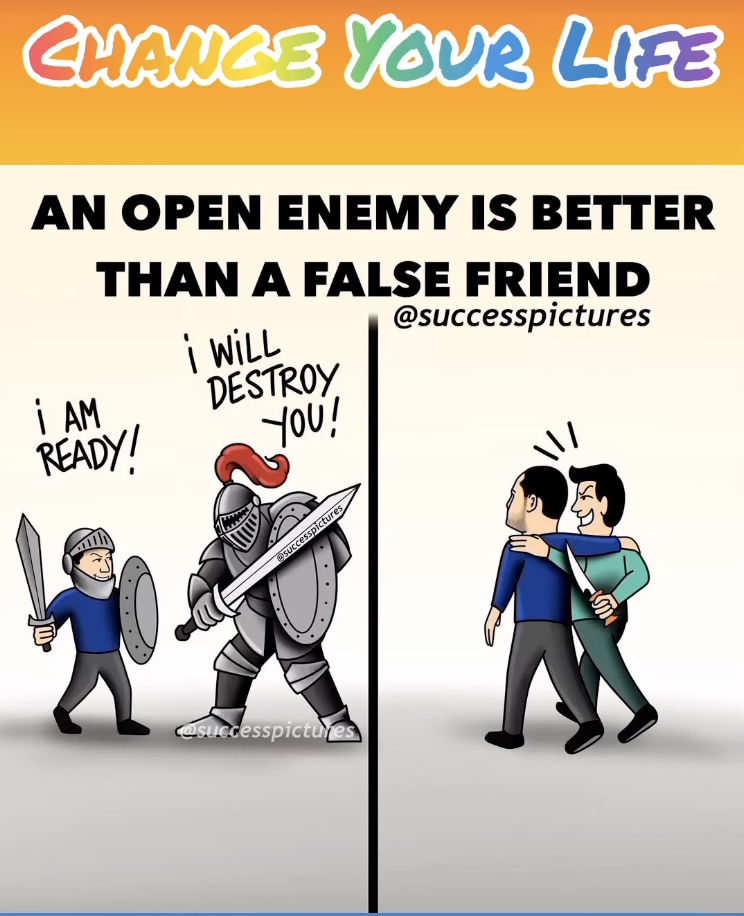 CHANGE YOUR LIFE
AN OPEN ENEMY IS BETTER
THAN A FALSE FRIEND
@successpictures
i AM
READY!
i WiLL
DESTROY
YOU!
@successpictures
@successpictures